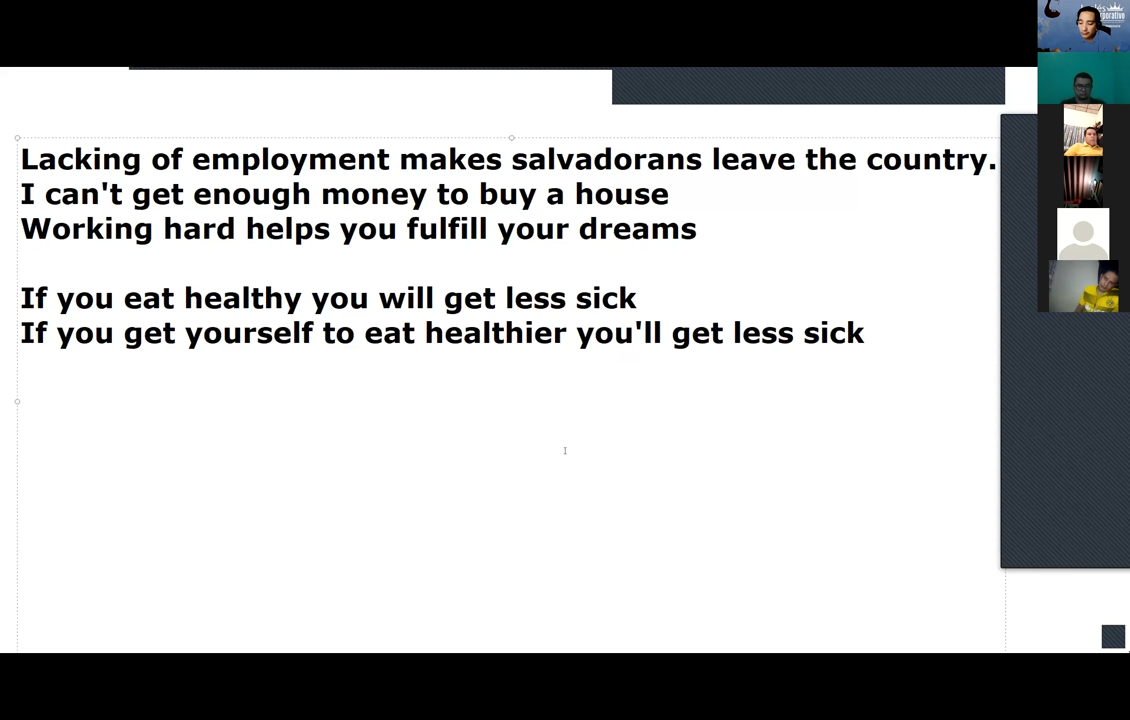 Lacking of employment makes salvadorans leave the country.
I can't get enough money to buy a house
Working hard helps you fulfill your dreams
If you eat healthy you will get less sick
If you get yourself to eat healthier you'll get less sick